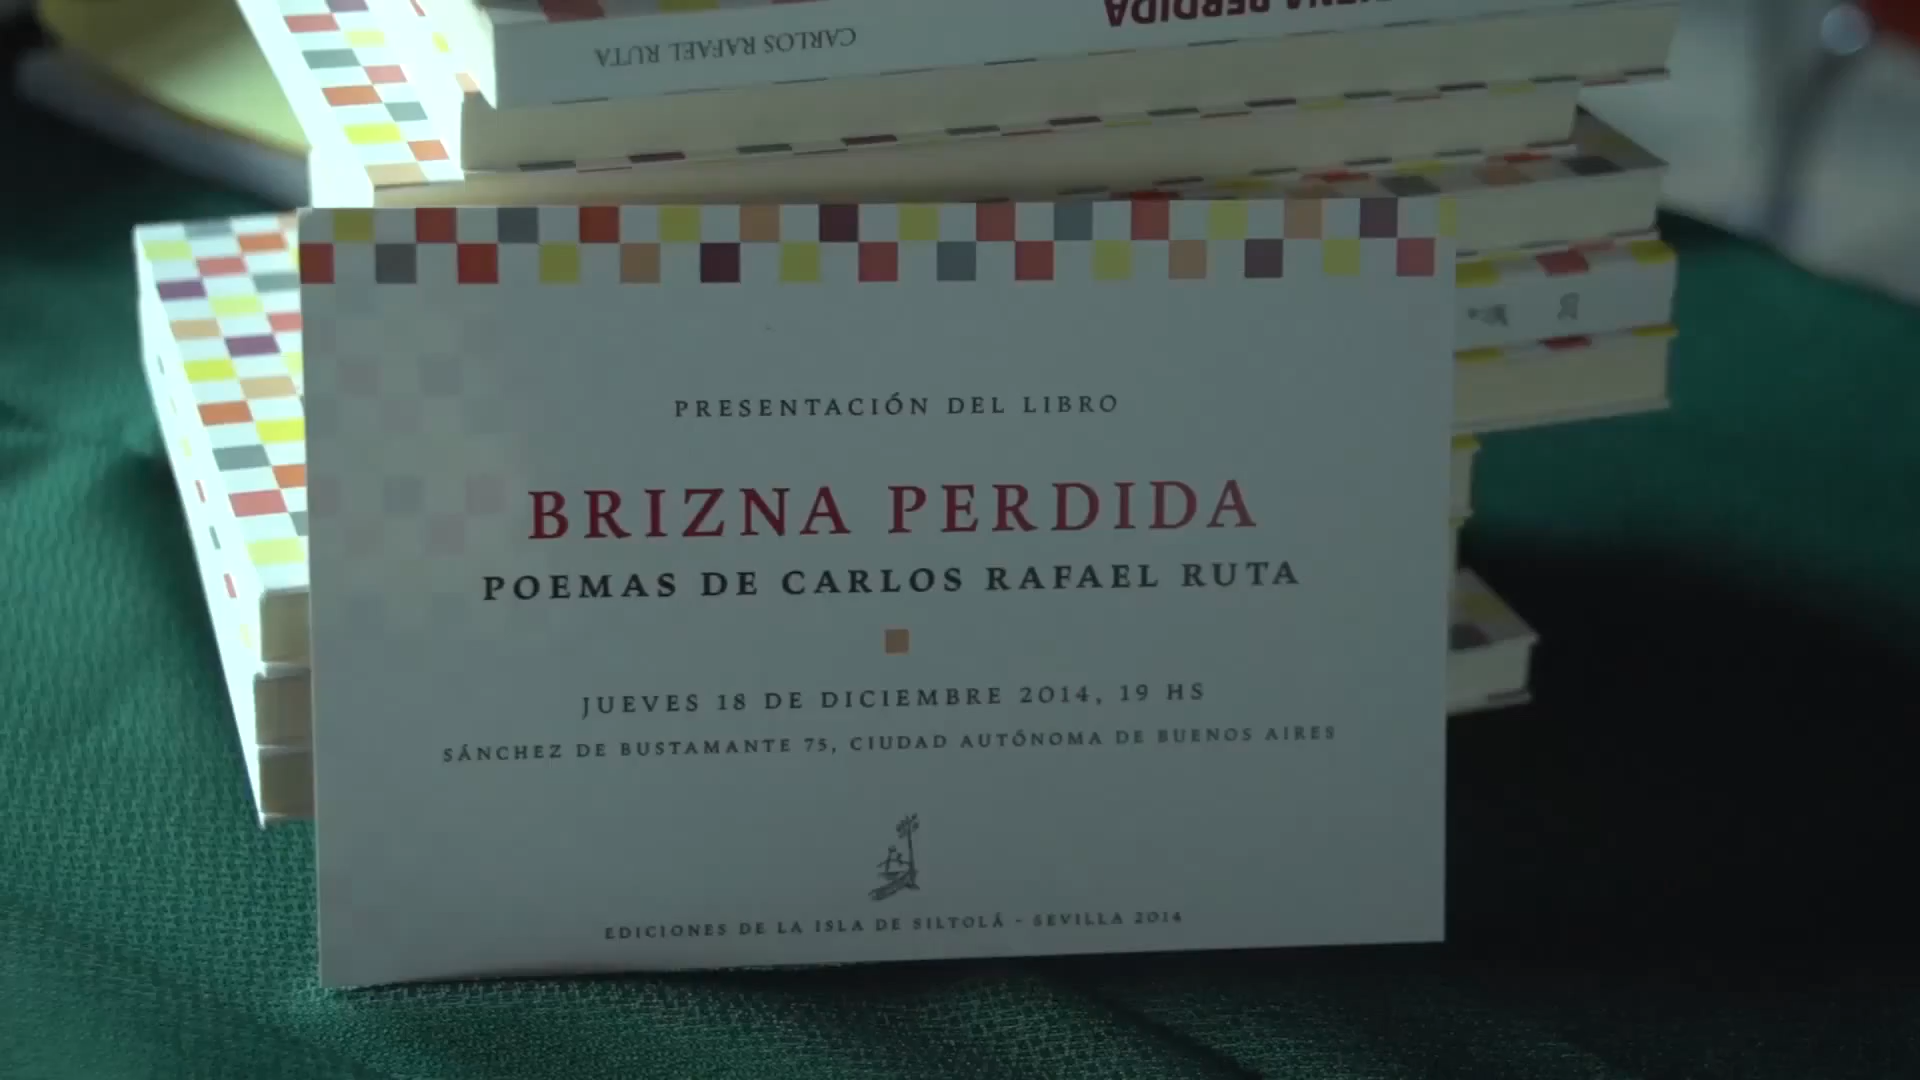 CARLOS RAFAEL RUTA
PERDIDA
PRESENTACIÓN DEL LIBRO
BRIZNA PERDIDA
POEMAS DE CARLOS RAFAEL RUTA
JUEVES 18 DE DICIEMBRE 2014, 19 HS
SÁNCHEZ DE BUSTAMANTE 75, CIUDAD AUTÓNOMA DE BUENOS AIRES
EDICIONES DE LA ISLA DE SILTOLÁ - SEVILLA 2014